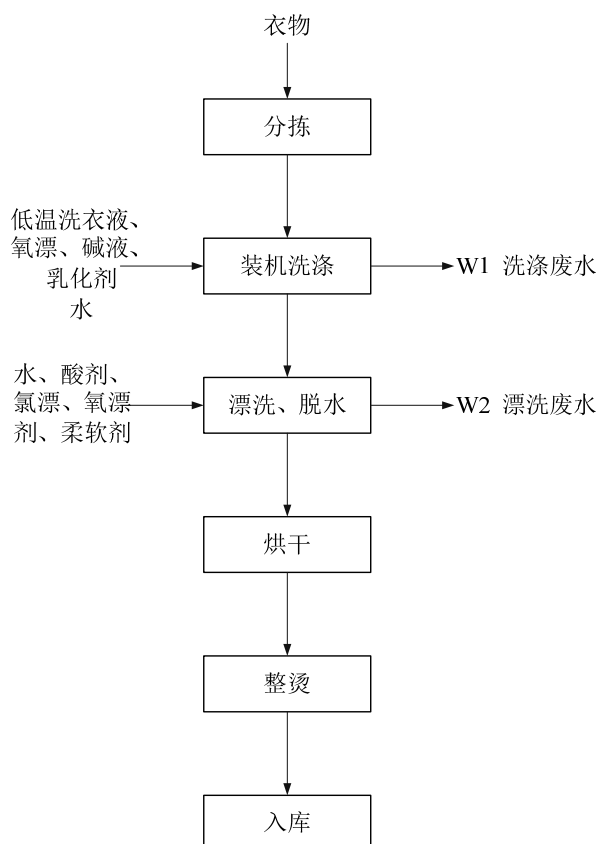 衣物
分拣
低温洗衣液、
氧漂、碱液、
乳化剂
水
装机洗涤
W1 洗涤废水
水、酸剂、
氯漂、氧漂
剂、柔软剂
漂洗、脱水
W2 漂洗废水
烘干
整烫
入库